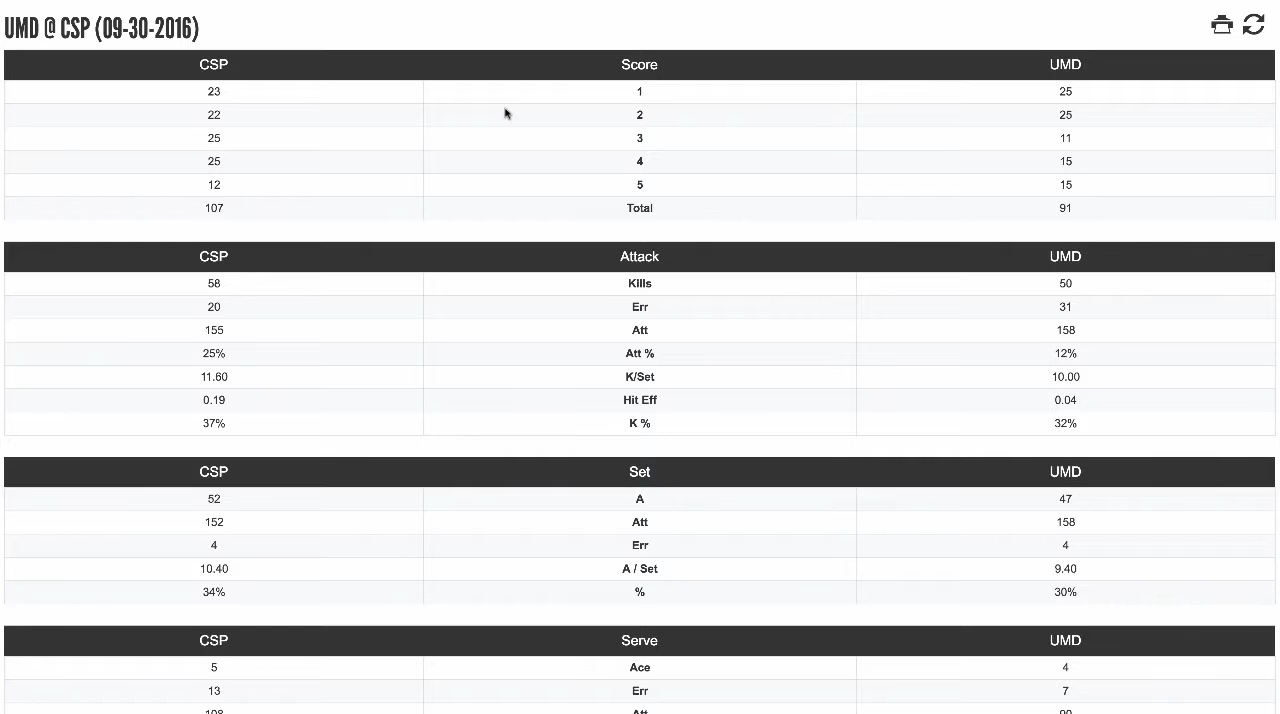 UMD @ CSP (09-30-2016)
CSP Score UMD
23 1 25
22 2 25
25 3 11
25 4 15
12 5 15
107 Total 91
CSP Attack UMD
58 Kills 50
20 Err 31
155 Att 158
25% Att % 12%
11.60 K/Set 10.00
0.19 Hit Eff 0.04
37% K % 32%
CSP Set UMD
52 A 47
152 Att 158
4 Err 4
10.40 A / Set 9.40
34% % 30%
CSP Serve UMD
5 Ace 4
13 Err 7
108 Att 90